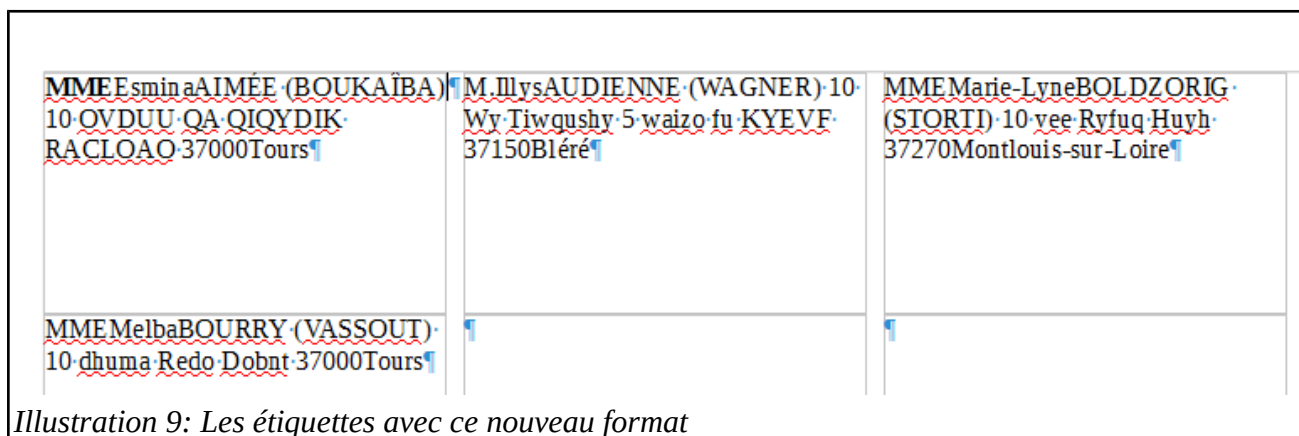 MMEEsminaAIMÉE (BOUKAÏBA)¶
10 OVDUU QA QIQYDIK
RACLOAO 37000Tours¶
M.IllysAUDIENNE (WAGNER) 10
Wy Tiwqushy 5 waizo fu KYEVF
37150Bléré¶
MMEMarie-LyneBOLDZORIG
(STORTI) 10 vee Ryfuq Huyh
37270Montlouis-sur-Loire¶
MMEMelbaBOURRY (VASSOUT)
10 dhuma Redo Dobnt 37000Tours¶
¶
¶
Illustration 9: Les étiquettes avec ce nouveau format